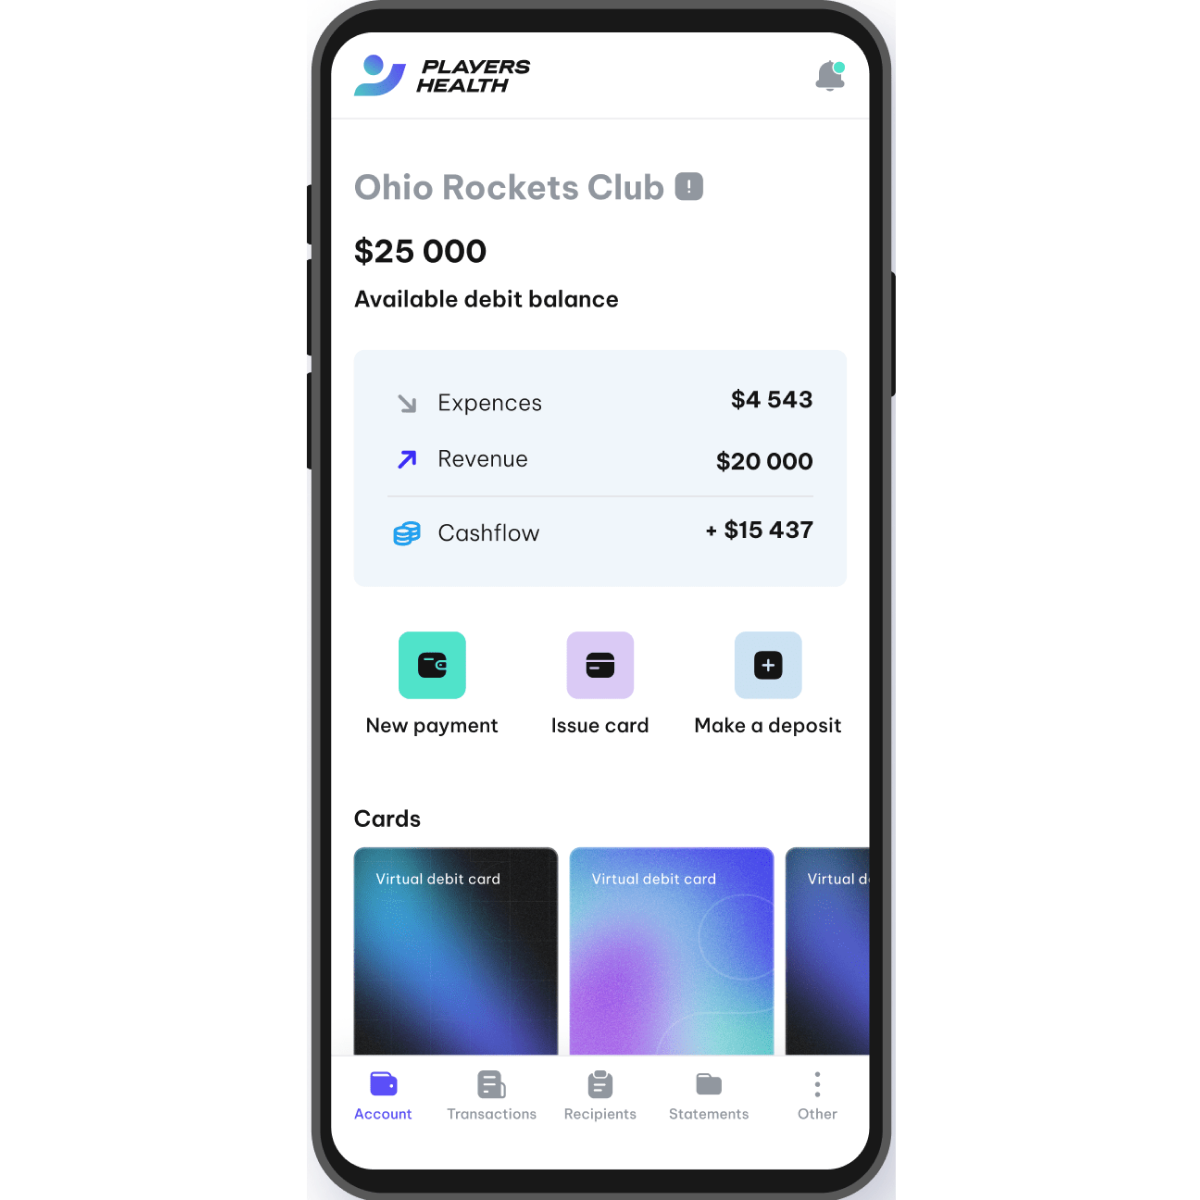 PLAYERS
HEALTH
Ohio Rockets Club
$25 000
Available debit balance
Expences $4 543
Revenue $20 000
Cashflow + $15 437
New payment Issue card Make a deposit
Cards
Virtual debit card Virtual debit card Virtual d
Account Transactions Recipients Statements Other